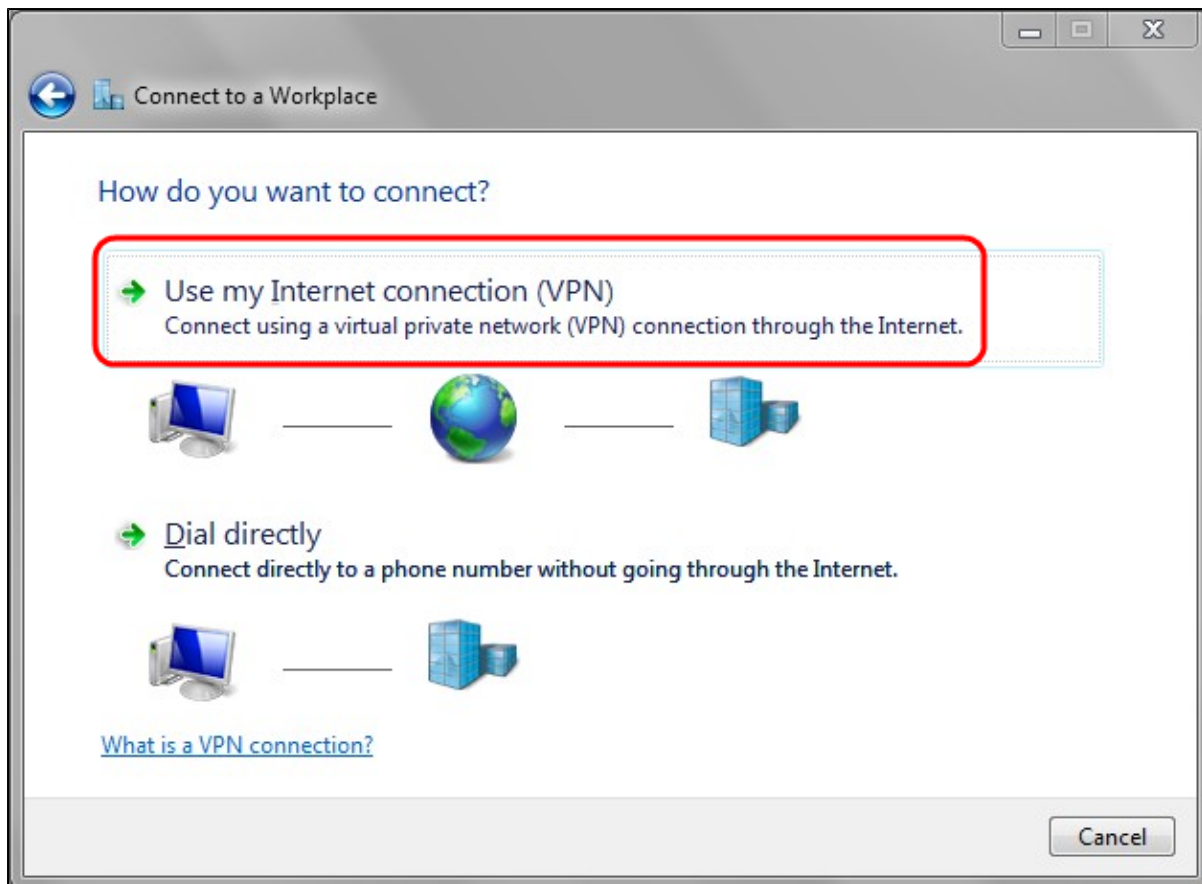 Connect to a Workplace
How do you want to connect?
Use my Internet connection (VPN)
Connect using a virtual private network (VPN) connection through the Internet.
Dial directly
Connect directly to a phone number without going through the Internet.
What is a VPN connection?
Cancel